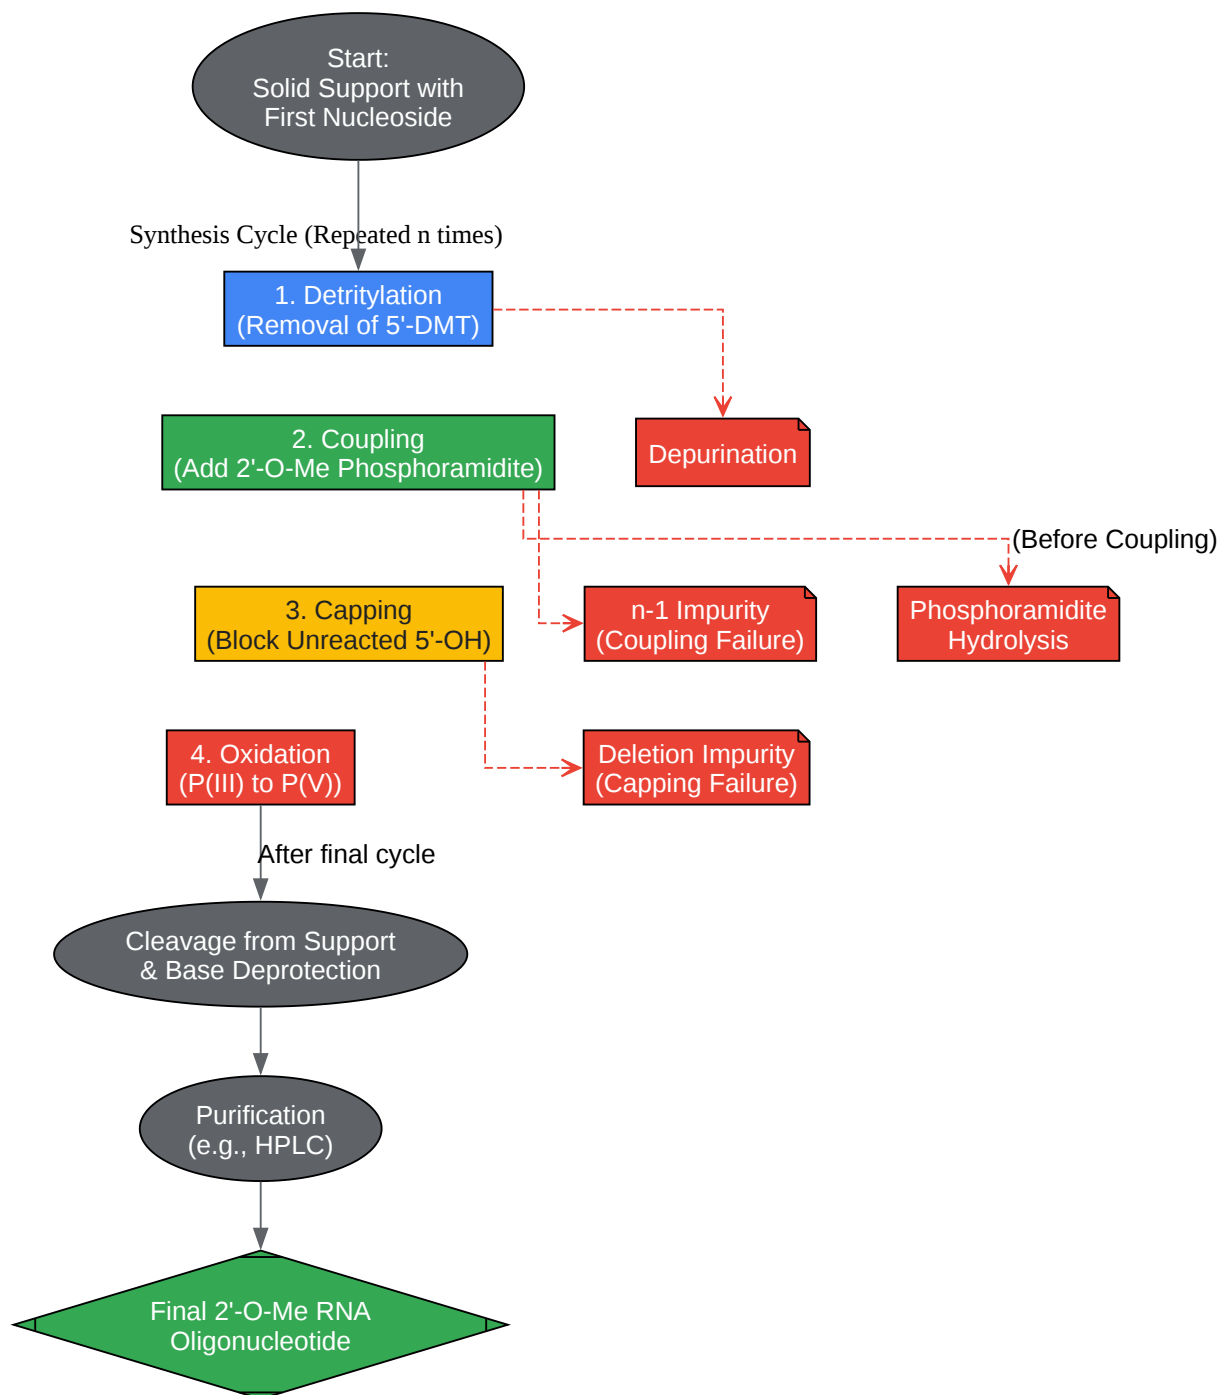 Start:
Solid Support with
First Nucleoside
Synthesis Cycle (Repeated n times)
1. Detritylation
(Removal of 5'-DMT)
2. Coupling
(Add 2'-O-Me Phosphoramidite)
Depurination
(Before Coupling)
3. Capping
(Block Unreacted 5'-OH)
n-1 Impurity
(Coupling Failure)
Phosphoramidite
Hydrolysis
4. Oxidation
(P(III) to P(V))
Deletion Impurity
(Capping Failure)
After final cycle
Cleavage from Support
& Base Deprotection
Purification
(e.g., HPLC)
Final 2'-O-Me RNA
Oligonucleotide